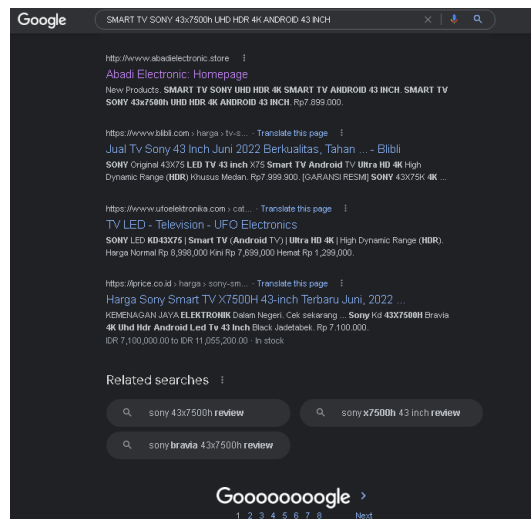 Google
SMART TV SONY 43x7500h UHD HDR 4K ANDROID 43 INCH
http://www.abadielectronic.store
Abadi Electronic: Homepage
New Products. SMART TV SONY UHD HDR 4K SMART TV ANDROID 43 INCH. SMART TV
SONY 43x7500h UHD HDR 4K ANDROID 43 INCH. Rp7.899.000.
https://www.blibli.com › harga › tv-s... · Translate this page
Jual Tv Sony 43 Inch Juni 2022 Berkualitas, Tahan ... - Blibli
SONY Original 43X75 LED TV 43 inch X75 Smart TV Android TV Ultra HD 4K High
Dynamic Range (HDR) Khusus Medan. Rp7.999.900. [GARANSI RESMI] SONY 43X75K 4K ...
https://www.ufoelektronika.com › cat... · Translate this page
TV LED - Television - UFO Electronics
SONY LED KD43X75 | Smart TV (Android TV) | Ultra HD 4K | High Dynamic Range (HDR).
Harga Normal Rp 8,998,000 Kini Rp 7,699,000 Hemat Rp 1,299,000.
https://iprice.co.id › harga › sony-sm... · Translate this page
Harga Sony Smart TV X7500H 43-inch Terbaru Juni, 2022 ...
KEMENAGAN JAYA ELEKTRONIK Dalam Negeri. Cek sekarang ... Sony Kd 43X7500H Bravia
4K Uhd Hdr Android Led Tv 43 Inch Black Jadetabek. Rp 7.100.000.
IDR 7,100,000.00 to IDR 11,055,200.00 · In stock
Related searches
sony 43x7500h review
sony x7500h 43 inch review
sony bravia 43x7500h review
Gooooooooogle
1 2 3 4 5 6 7 8 Next